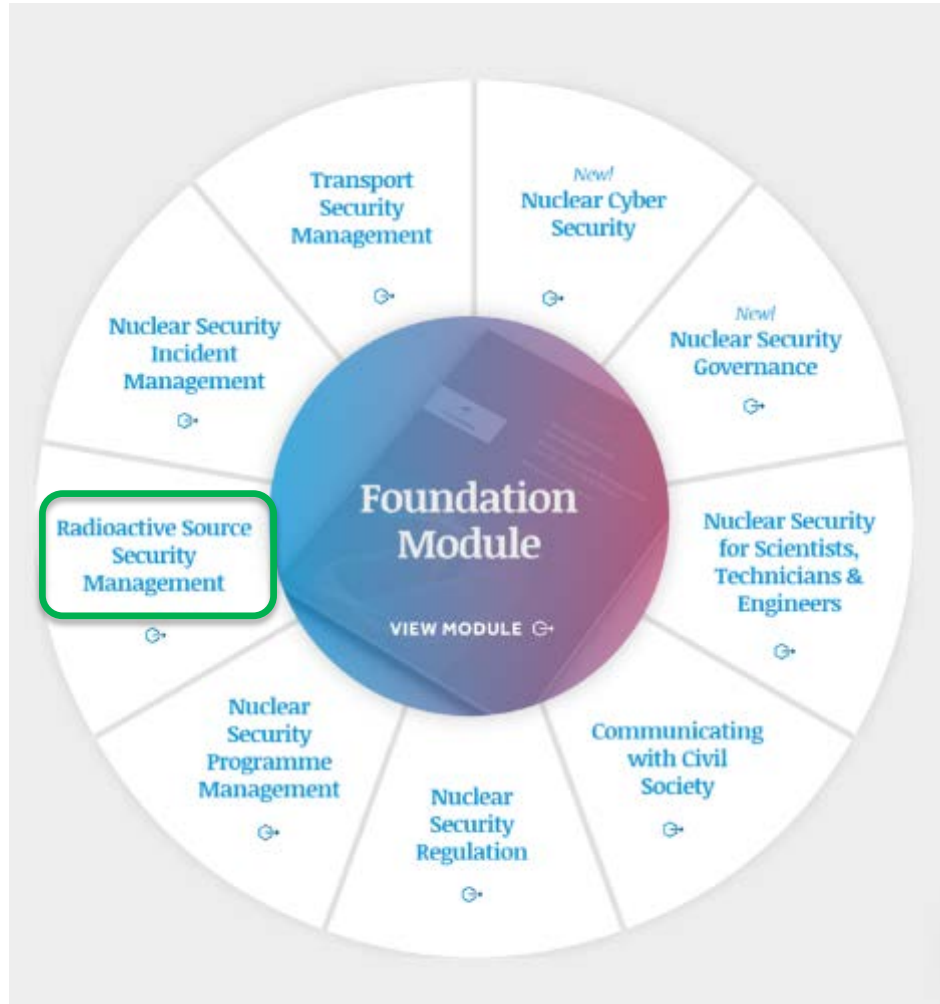 Transport
Security
Management
New!
Nuclear Cyber
Security
New!
Nuclear Security
Governance
Nuclear Security
for Scientists,
Technicians &
Engineers
Communicating
with Civil
Society
Nuclear
Security
Regulation
Nuclear
Security
Programme
Management
Radioactive Source
Security
Management
Nuclear Security
Incident
Management
Foundation
Module
VIEW MODULE